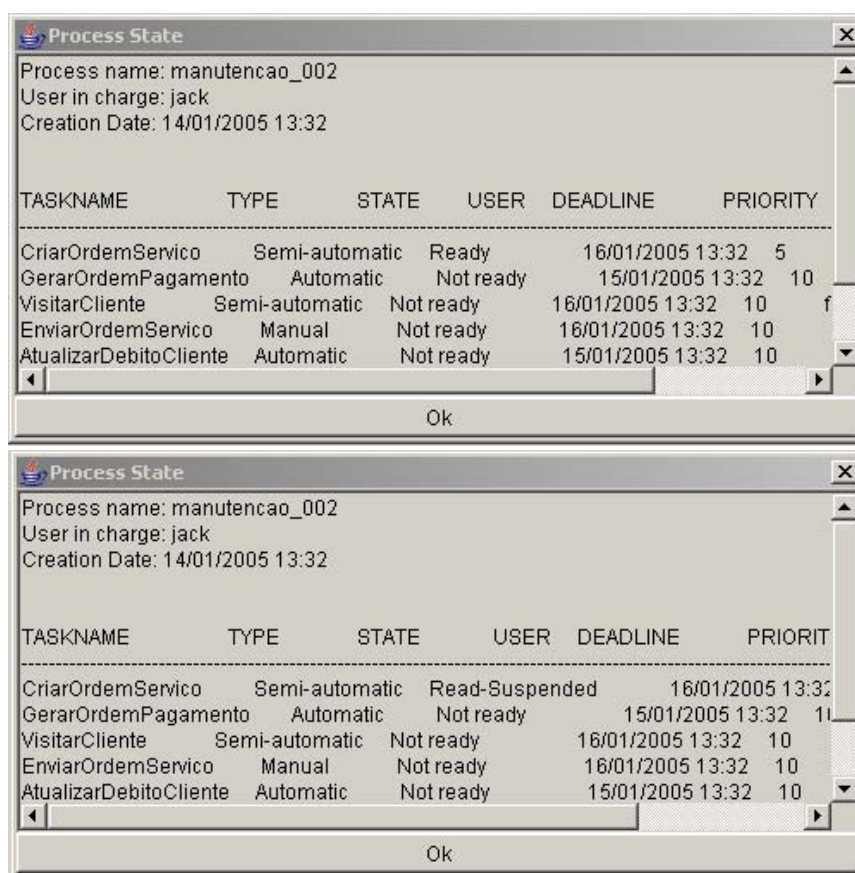 Process State
Process name: manutencao_002
User in charge: jack
Creation Date: 14/01/2005 13:32
TASKNAME TYPE STATE USER DEADLINE PRIORITY
CriarOrdemServico Semi-automatic Ready 16/01/2005 13:32 5
GerarOrdemPagamento Automatic Not ready 15/01/2005 13:32 10
VisitarCliente Semi-automatic Not ready 16/01/2005 13:32 10 f
EnviarOrdemServico Manual Not ready 16/01/2005 13:32 10
AtualizarDebitoCliente Automatic Not ready 15/01/2005 13:32 10
Ok
Process State
Process name: manutencao_002
User in charge: jack
Creation Date: 14/01/2005 13:32
TASKNAME TYPE STATE USER DEADLINE PRIORIT
CriarOrdemServico Semi-automatic Read-Suspended 16/01/2005 13:32
GerarOrdemPagamento Automatic Not ready 15/01/2005 13:32 1
VisitarCliente Semi-automatic Not ready 16/01/2005 13:32 10
EnviarOrdemServico Manual Not ready 16/01/2005 13:32 10
AtualizarDebitoCliente Automatic Not ready 15/01/2005 13:32 10
Ok